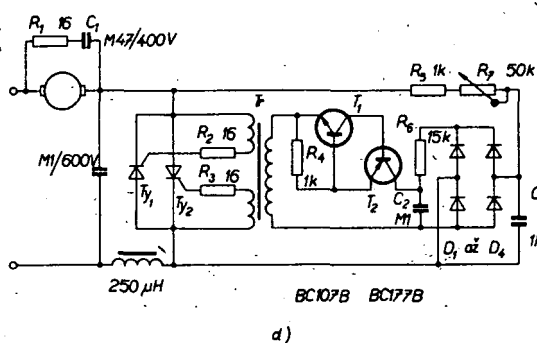 R₁ 16 C₁
M47/400V
M1/600V
R₅ 1k R₇ 50k
Tr
T₁
R₂ 16
R₃ 16
R₄
1k
R₆
15k
T₂
C₂
M1
Ty₁
Ty₂
D₁ až D₄
250 µH
BC107B BC177B
d)